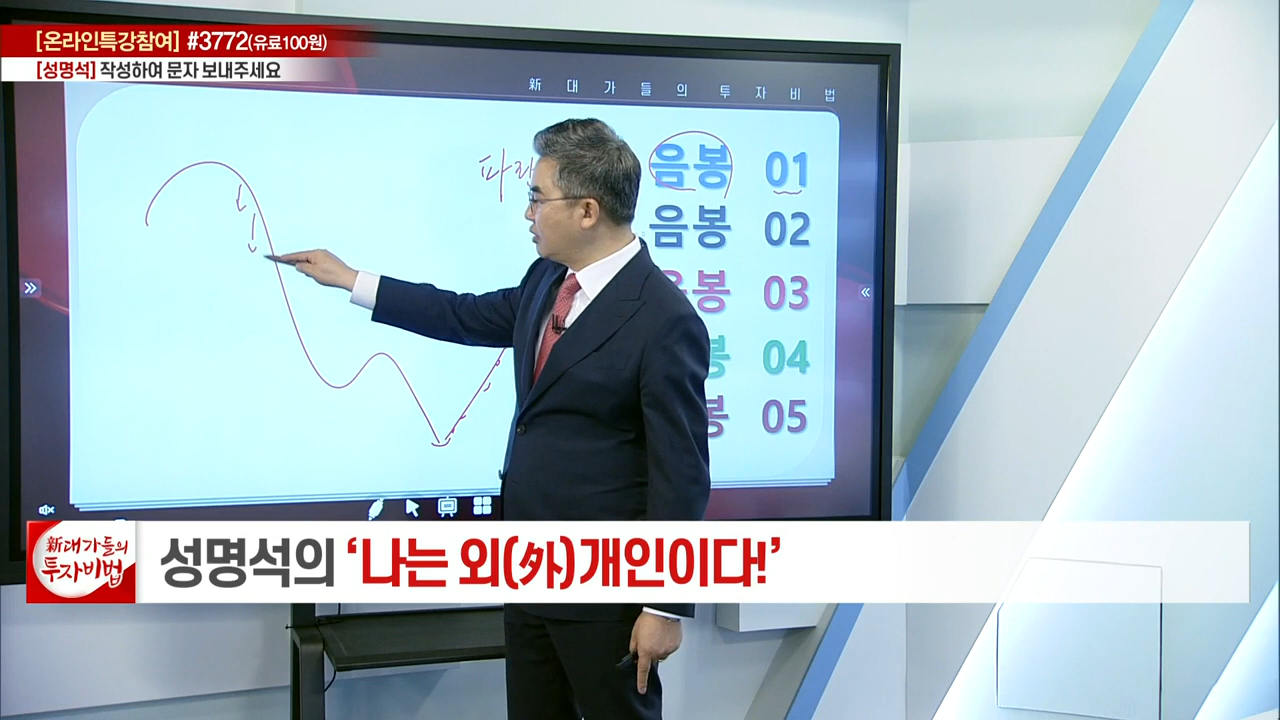 [온라인특강참여] #3772(유료100원)
[성명석] 작성하여 문자 보내주세요
新 대 가 들 의 투 자 비 법
음봉 01
음봉 02
봉 03
봉 04
봉 05
新대가들의
투자비법
성명석의 ‘나는 외(外)개인이다!’